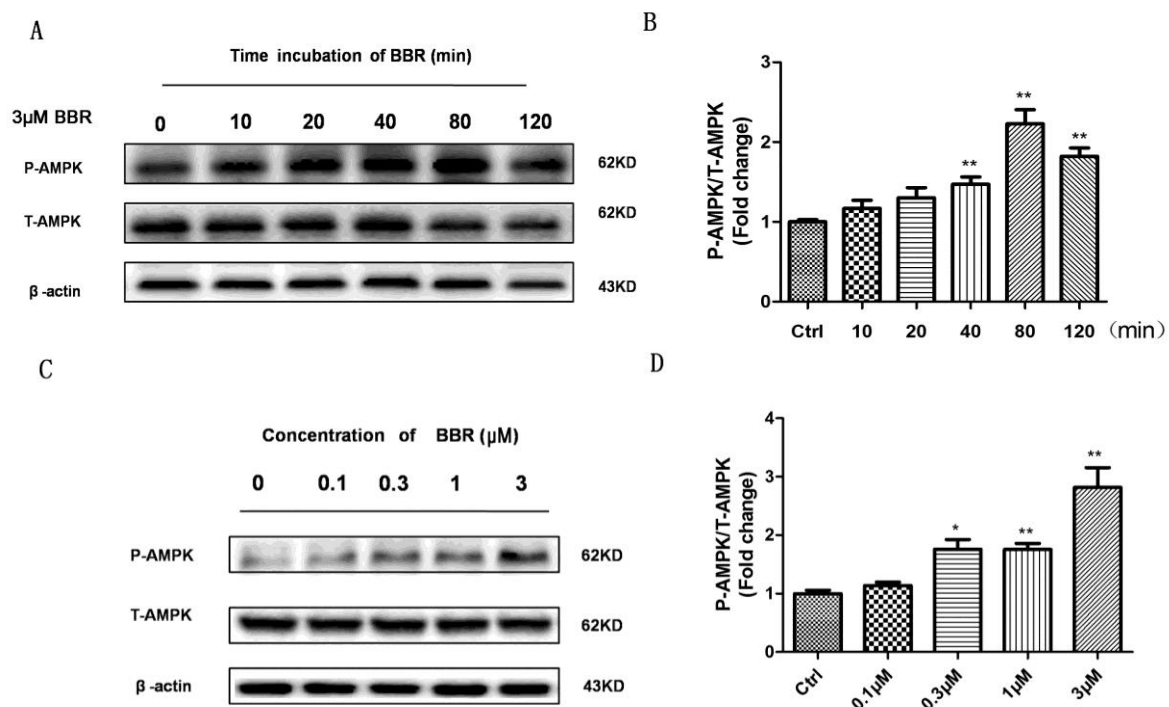 A
Time incubation of BBR (min)
3μM BBR
0 10 20 40 80 120
P-AMPK 62KD
T-AMPK 62KD
β-actin 43KD
B
P-AMPK/T-AMPK
(Fold change)
3
2
1
0
** ** **
Ctrl 10 20 40 80 120 (min)
C
Concentration of BBR (μM)
0 0.1 0.3 1 3
P-AMPK 62KD
T-AMPK 62KD
β-actin 43KD
D
P-AMPK/T-AMPK
(Fold change)
4
3
2
1
0
* ** **
Ctrl 0.1μM 0.3μM 1μM 3μM